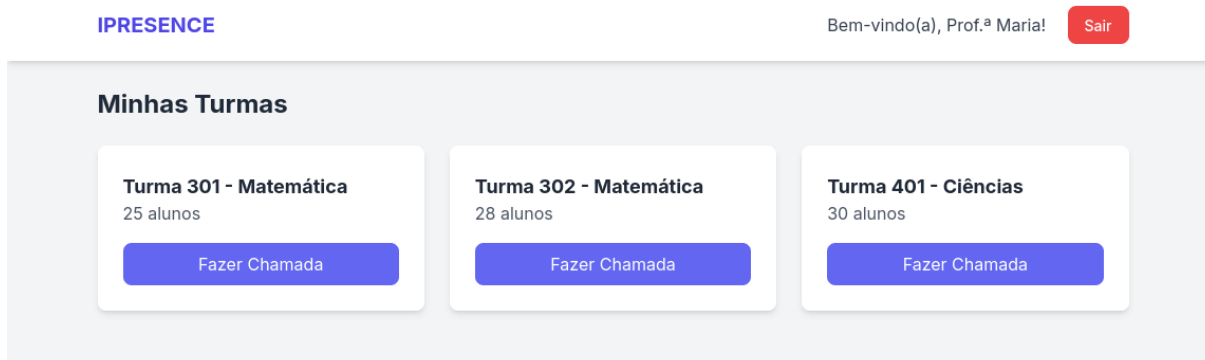 IPRESENCE
Bem-vindo(a), Prof.ª Maria!
Sair
Minhas Turmas
Turma 301 - Matemática
25 alunos
Fazer Chamada
Turma 302 - Matemática
28 alunos
Fazer Chamada
Turma 401 - Ciências
30 alunos
Fazer Chamada